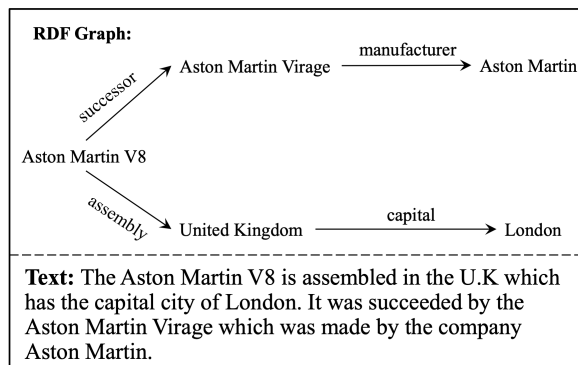 RDF Graph:
manufacturer
Aston Martin Virage
Aston Martin
successor
Aston Martin V8
assembly
capital
United Kingdom
London
Text: The Aston Martin V8 is assembled in the U.K which
has the capital city of London. It was succeeded by the
Aston Martin Virage which was made by the company
Aston Martin.